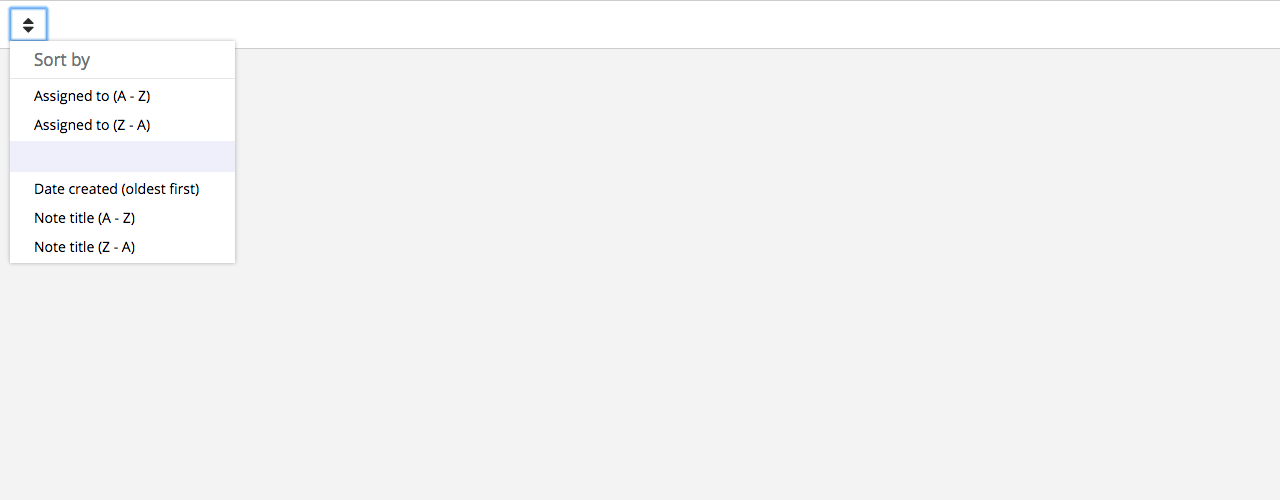 Sort by
Assigned to (A - Z)
Assigned to (Z - A)
Date created (oldest first)
Note title (A - Z)
Note title (Z - A)